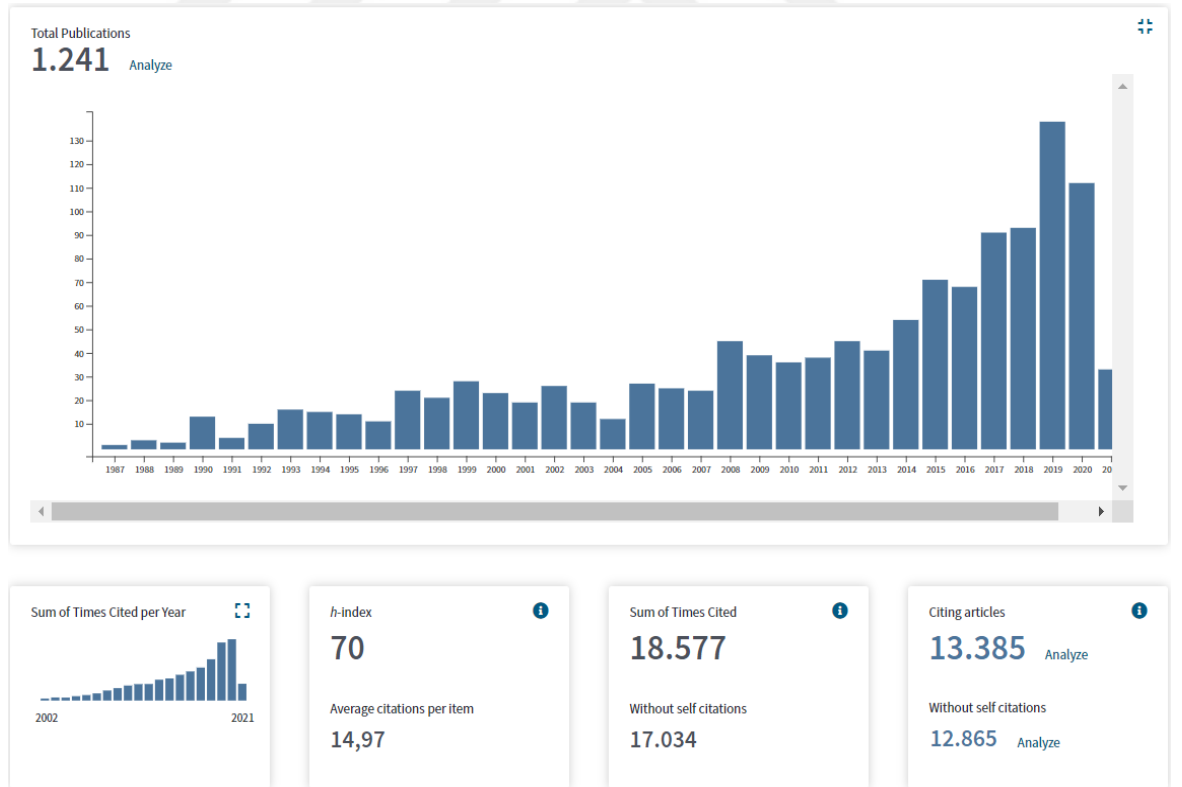 Total Publications
1.241 Analyze
130
120
110
100
90
80
70
60
50
40
30
20
10
1987 1988 1989 1990 1991 1992 1993 1994 1995 1996 1997 1998 1999 2000 2001 2002 2003 2004 2005 2006 2007 2008 2009 2010 2011 2012 2013 2014 2015 2016 2017 2018 2019 2020 20
Sum of Times Cited per Year
2002 2021
h-index
70
Average citations per item
14,97
Sum of Times Cited
18.577
Without self citations
17.034
Citing articles
13.385 Analyze
Without self citations
12.865 Analyze